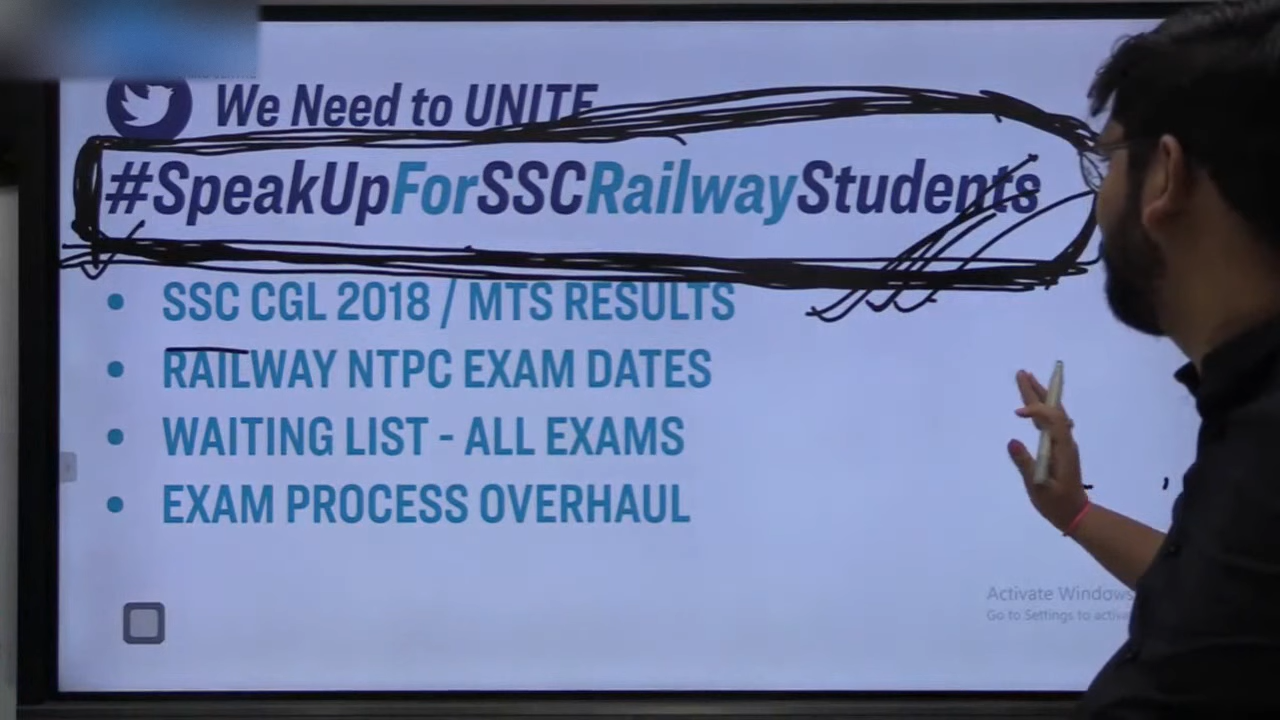 We Need to UNITE
#SpeakUpForSSCRailwayStudents
• SSC CGL 2018 / MTS RESULTS
• RAILWAY NTPC EXAM DATES
• WAITING LIST - ALL EXAMS
• EXAM PROCESS OVERHAUL
Activate Windows
Go to Settings to activ